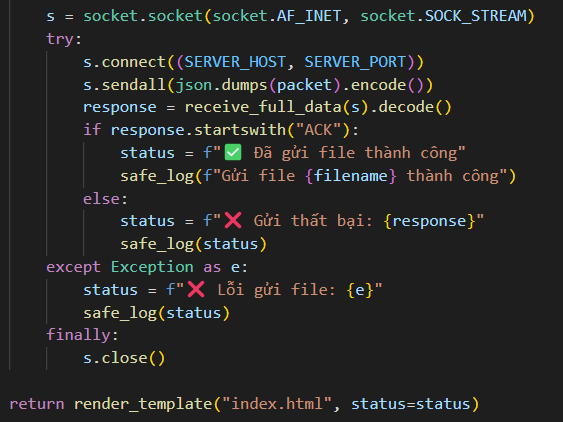 s = socket.socket(socket.AF_INET, socket.SOCK_STREAM)
try:
s.connect((SERVER_HOST, SERVER_PORT))
s.sendall(json.dumps(packet).encode())
response = receive_full_data(s).decode()
if response.startswith("ACK"):
status = f"✅ Đã gửi file thành công"
safe_log(f"Gửi file {filename} thành công")
else:
status = f"❌ Gửi thất bại: {response}"
safe_log(status)
except Exception as e:
status = f"❌ Lỗi gửi file: {e}"
safe_log(status)
finally:
s.close()
return render_template("index.html", status=status)